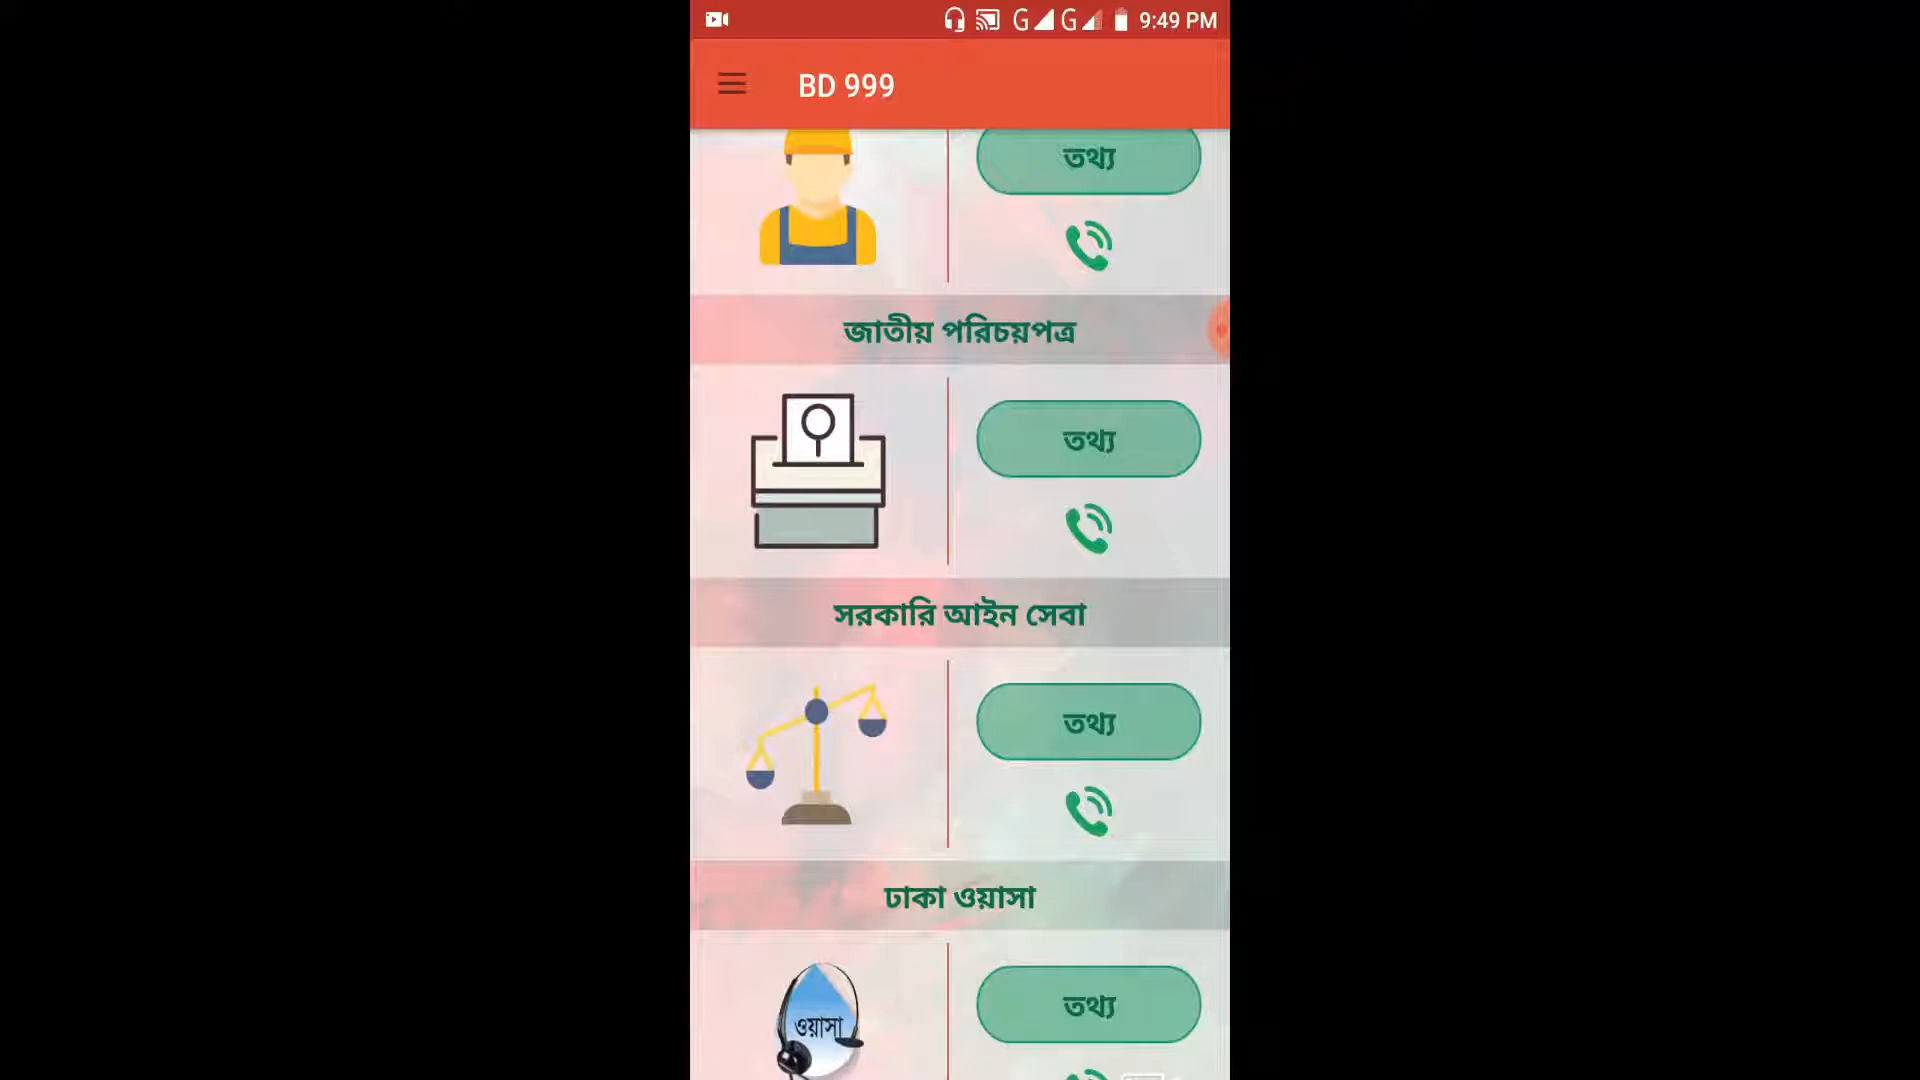 G G 9:49 PM
BD 999
তথ্য
জাতীয় পরিচয়পত্র
তথ্য
সরকারি আইন সেবা
তথ্য
ঢাকা ওয়াসা
ওয়াসা
তথ্য